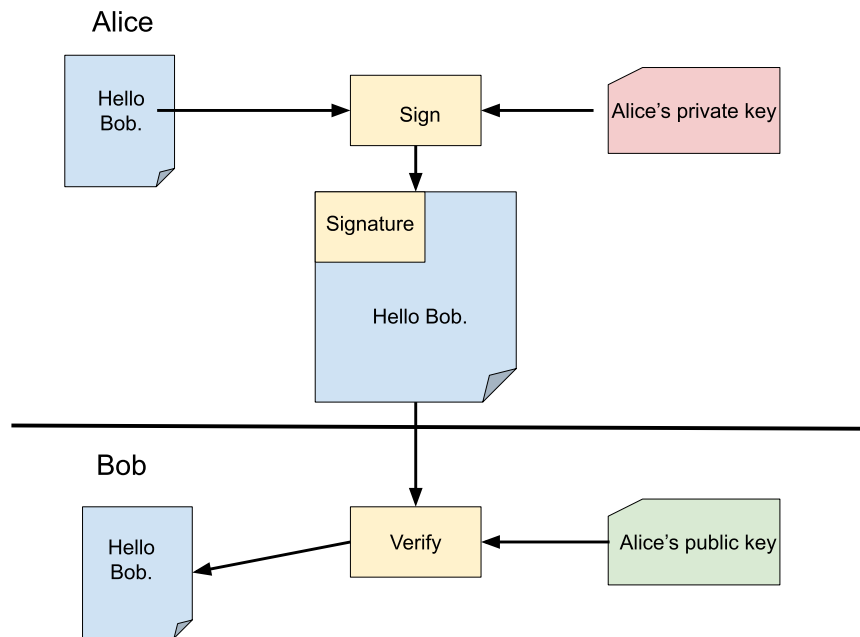 Alice
Hello
Bob.
Sign
Alice’s private key
Signature
Hello Bob.
Bob
Hello
Bob.
Verify
Alice’s public key